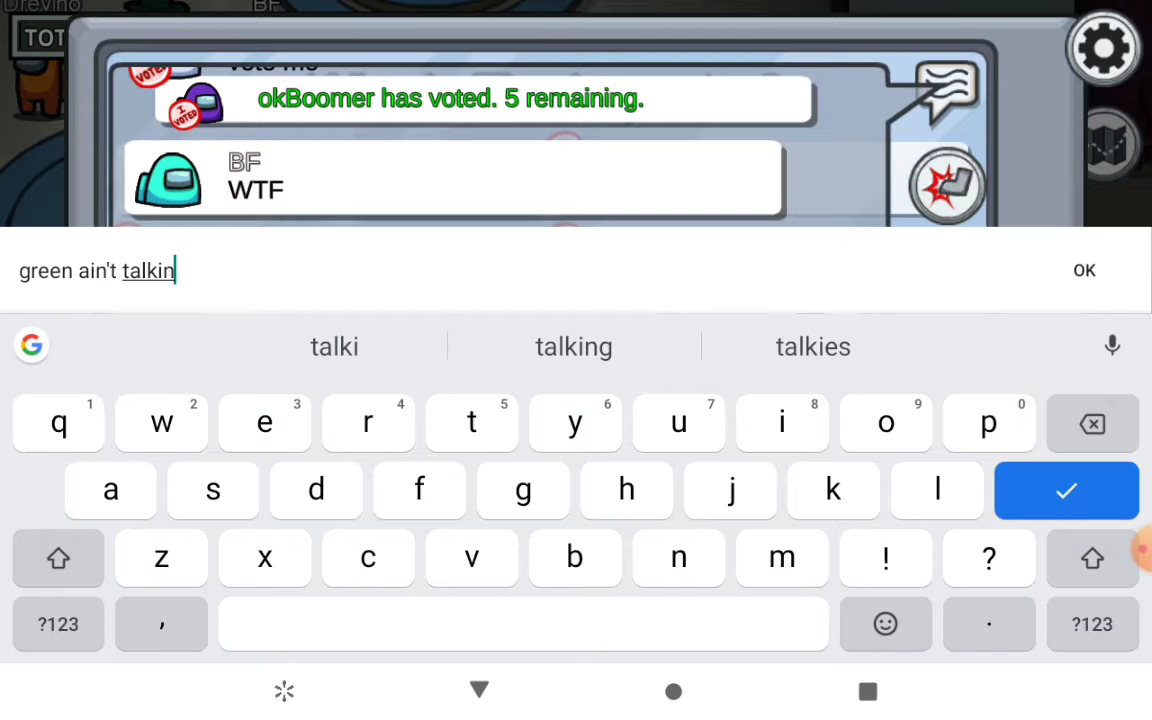 Drevino
BF
TOT
vote me
okBoomer has voted. 5 remaining.
I VOTED
BF
WTF
green ain't talkin
OK
talki talking talkies
q 1 w 2 e 3 r 4 t 5 y 6 u 7 i 8 o 9 p 0
a s d f g h j k l
z x c v b n m ! ?
?123 , . ?123